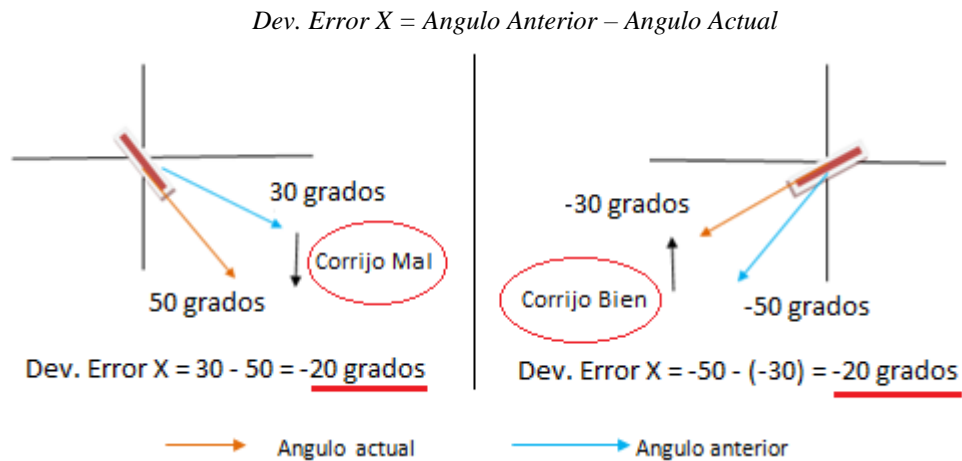 Dev. Error X = Angulo Anterior – Angulo Actual
30 grados
Corrijo Mal
50 grados
Dev. Error X = 30 - 50 = -20 grados
-30 grados
Corrijo Bien
-50 grados
Dev. Error X = -50 - (-30) = -20 grados
Angulo actual
Angulo anterior